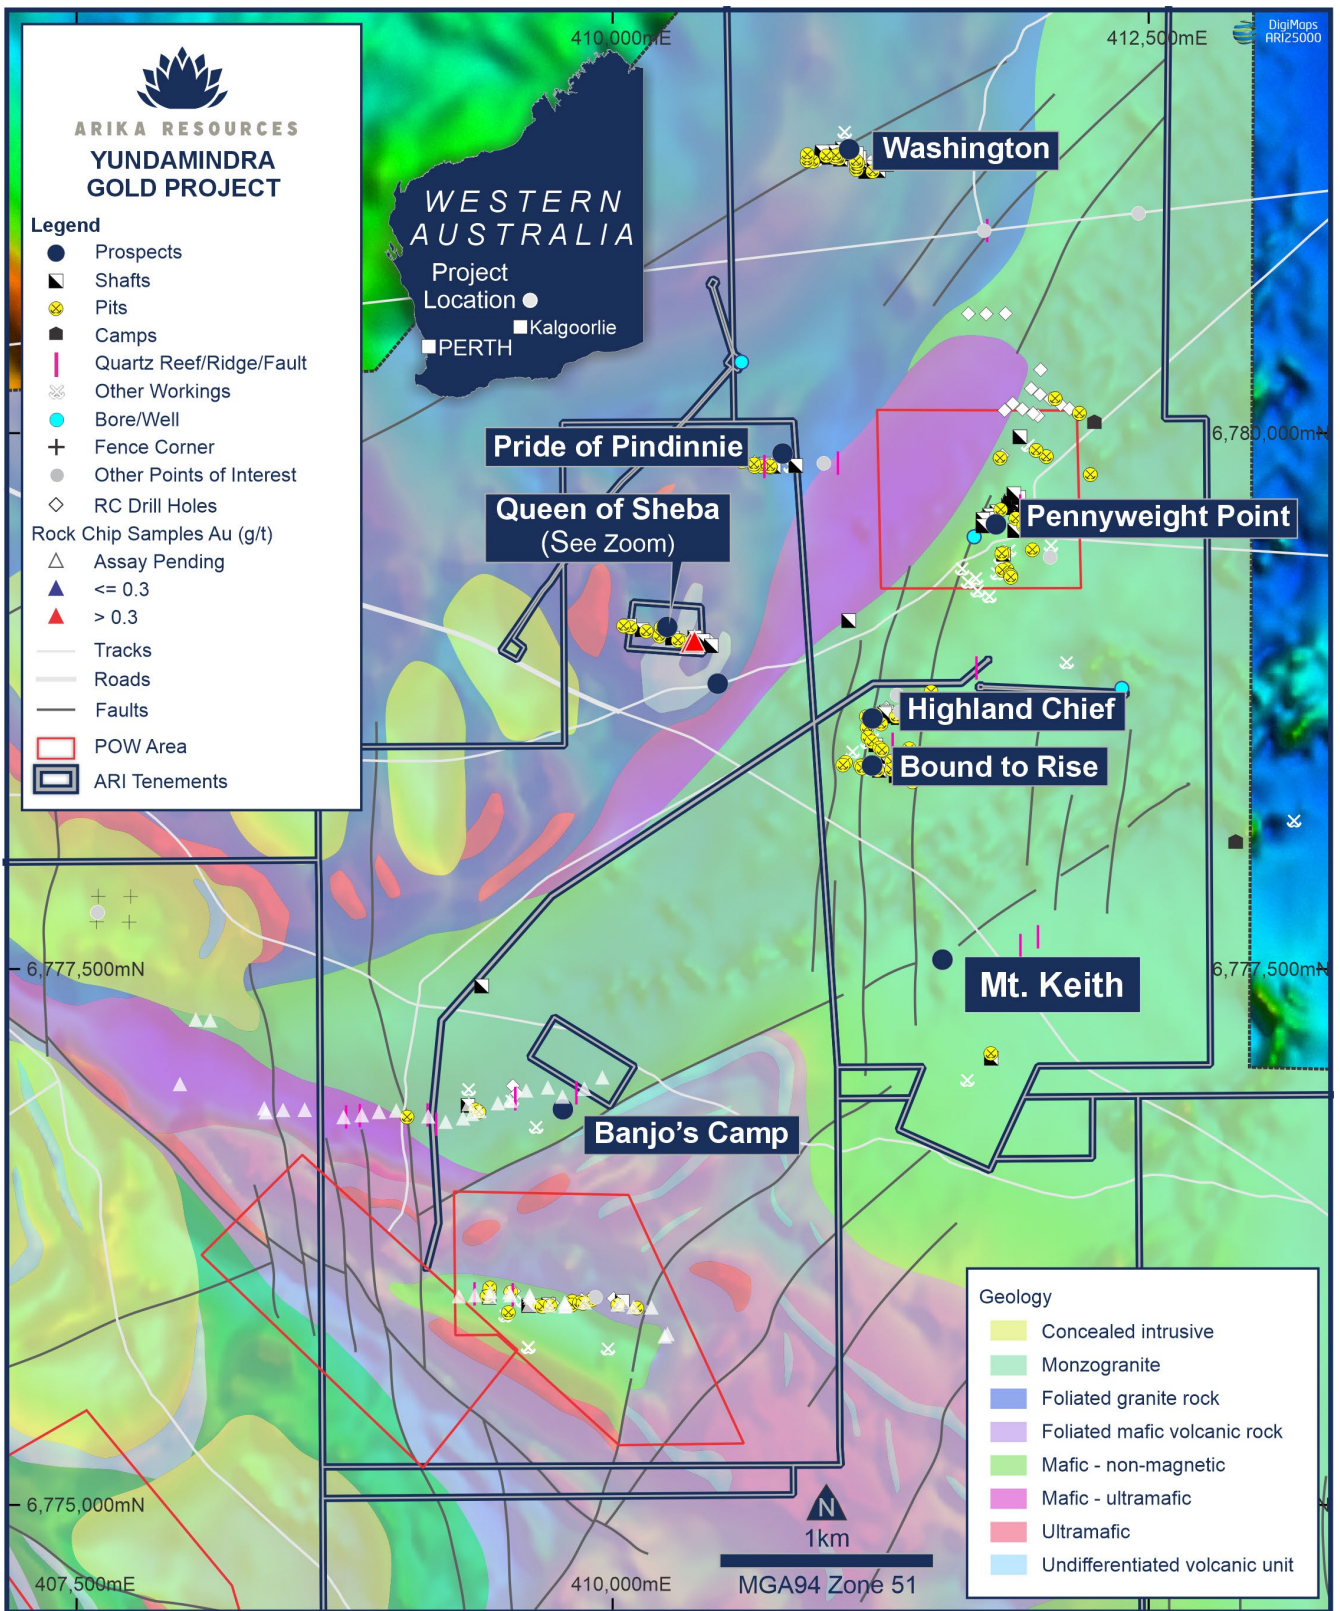 410,000mE
412,500mE
DigiMaps
ARI25000
ARIKA RESOURCES
YUNDAMINDRA
GOLD PROJECT
Legend
Prospects
Shafts
Pits
Camps
Quartz Reef/Ridge/Fault
Other Workings
Bore/Well
Fence Corner
Other Points of Interest
RC Drill Holes
Rock Chip Samples Au (g/t)
Assay Pending
<= 0.3
> 0.3
Tracks
Roads
Faults
POW Area
ARI Tenements
WESTERN
AUSTRALIA
Project
Location
Kalgoorlie
PERTH
Washington
Pride of Pindinnie
6,780,000mN
Queen of Sheba
(See Zoom)
Pennyweight Point
Highland Chief
Bound to Rise
6,777,500mN
6,777,500mN
Mt. Keith
Banjo's Camp
Geology
Concealed intrusive
Monzogranite
Foliated granite rock
Foliated mafic volcanic rock
Mafic - non-magnetic
Mafic - ultramafic
Ultramafic
Undifferentiated volcanic unit
6,775,000mN
N
1km
MGA94 Zone 51
407,500mE
410,000mE